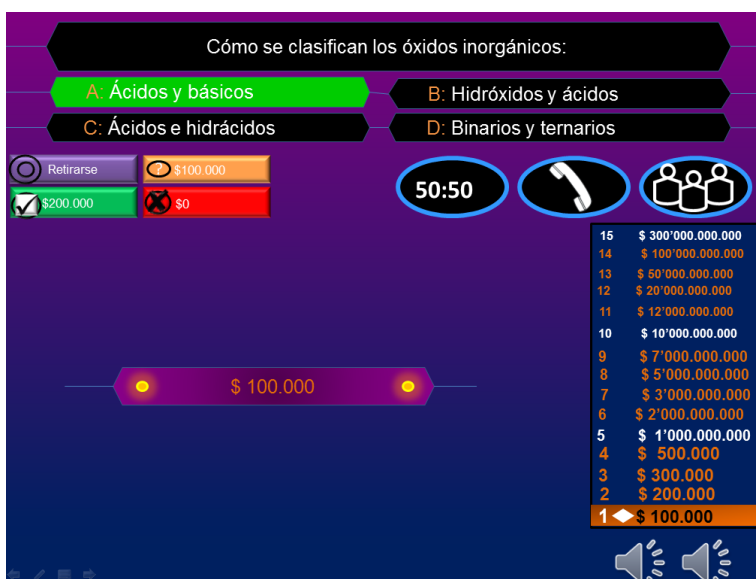 Cómo se clasifican los óxidos inorgánicos:
A: Ácidos y básicos
B: Hidróxidos y ácidos
C: Ácidos e hidrácidos
D: Binarios y ternarios
Retirarse
? $100.000
$200.000
$0
50:50
15 $ 300'000.000.000
14 $ 100'000.000.000
13 $ 50'000.000.000
12 $ 20'000.000.000
11 $ 12'000.000.000
10 $ 10'000.000.000
9 $ 7'000.000.000
8 $ 5'000.000.000
7 $ 3'000.000.000
6 $ 2'000.000.000
5 $ 1'000.000.000
4 $ 500.000
3 $ 300.000
2 $ 200.000
1 $ 100.000
$ 100.000